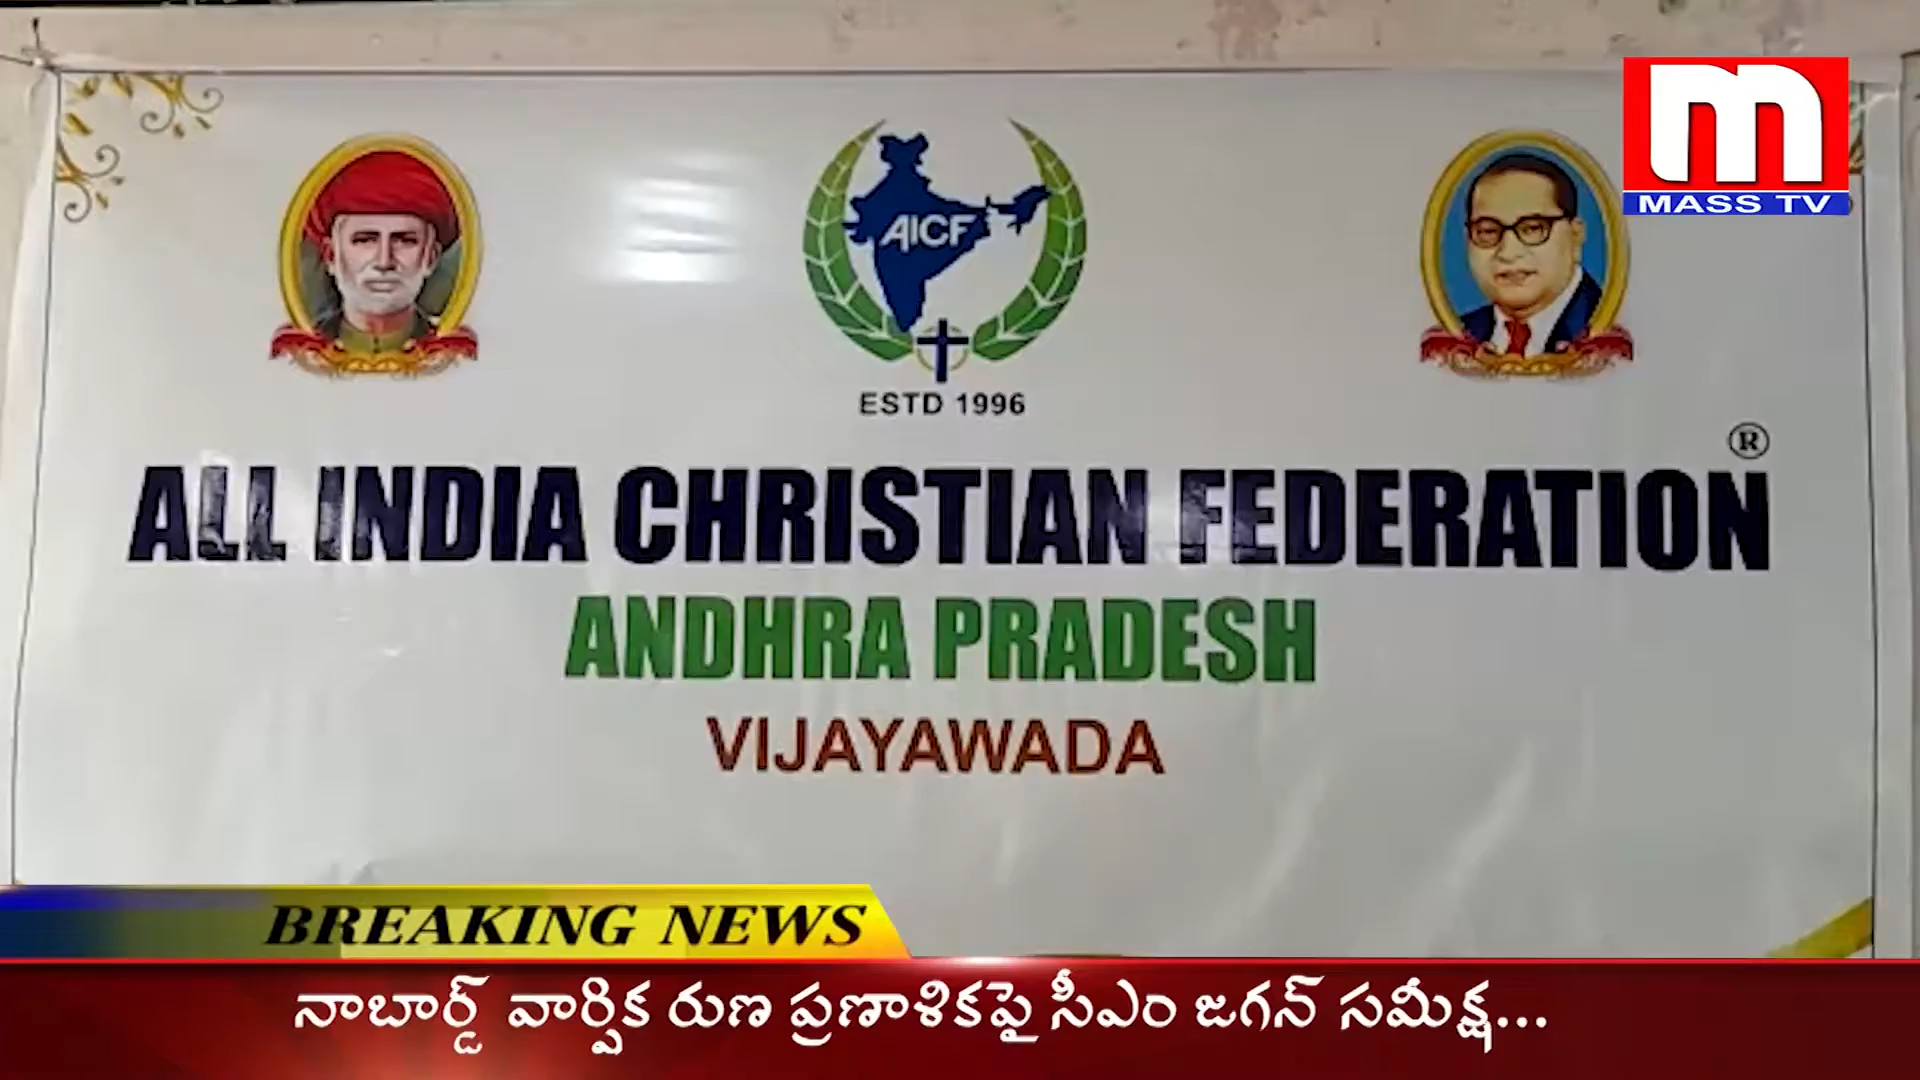 M
MASS TV
AICF
ESTD 1996
®
ALL INDIA CHRISTIAN FEDERATION
ANDHRA PRADESH
VIJAYAWADA
BREAKING NEWS
నాబార్డ్ వార్షిక రుణ ప్రణాళికపై సీఎం జగన్ సమీక్ష...